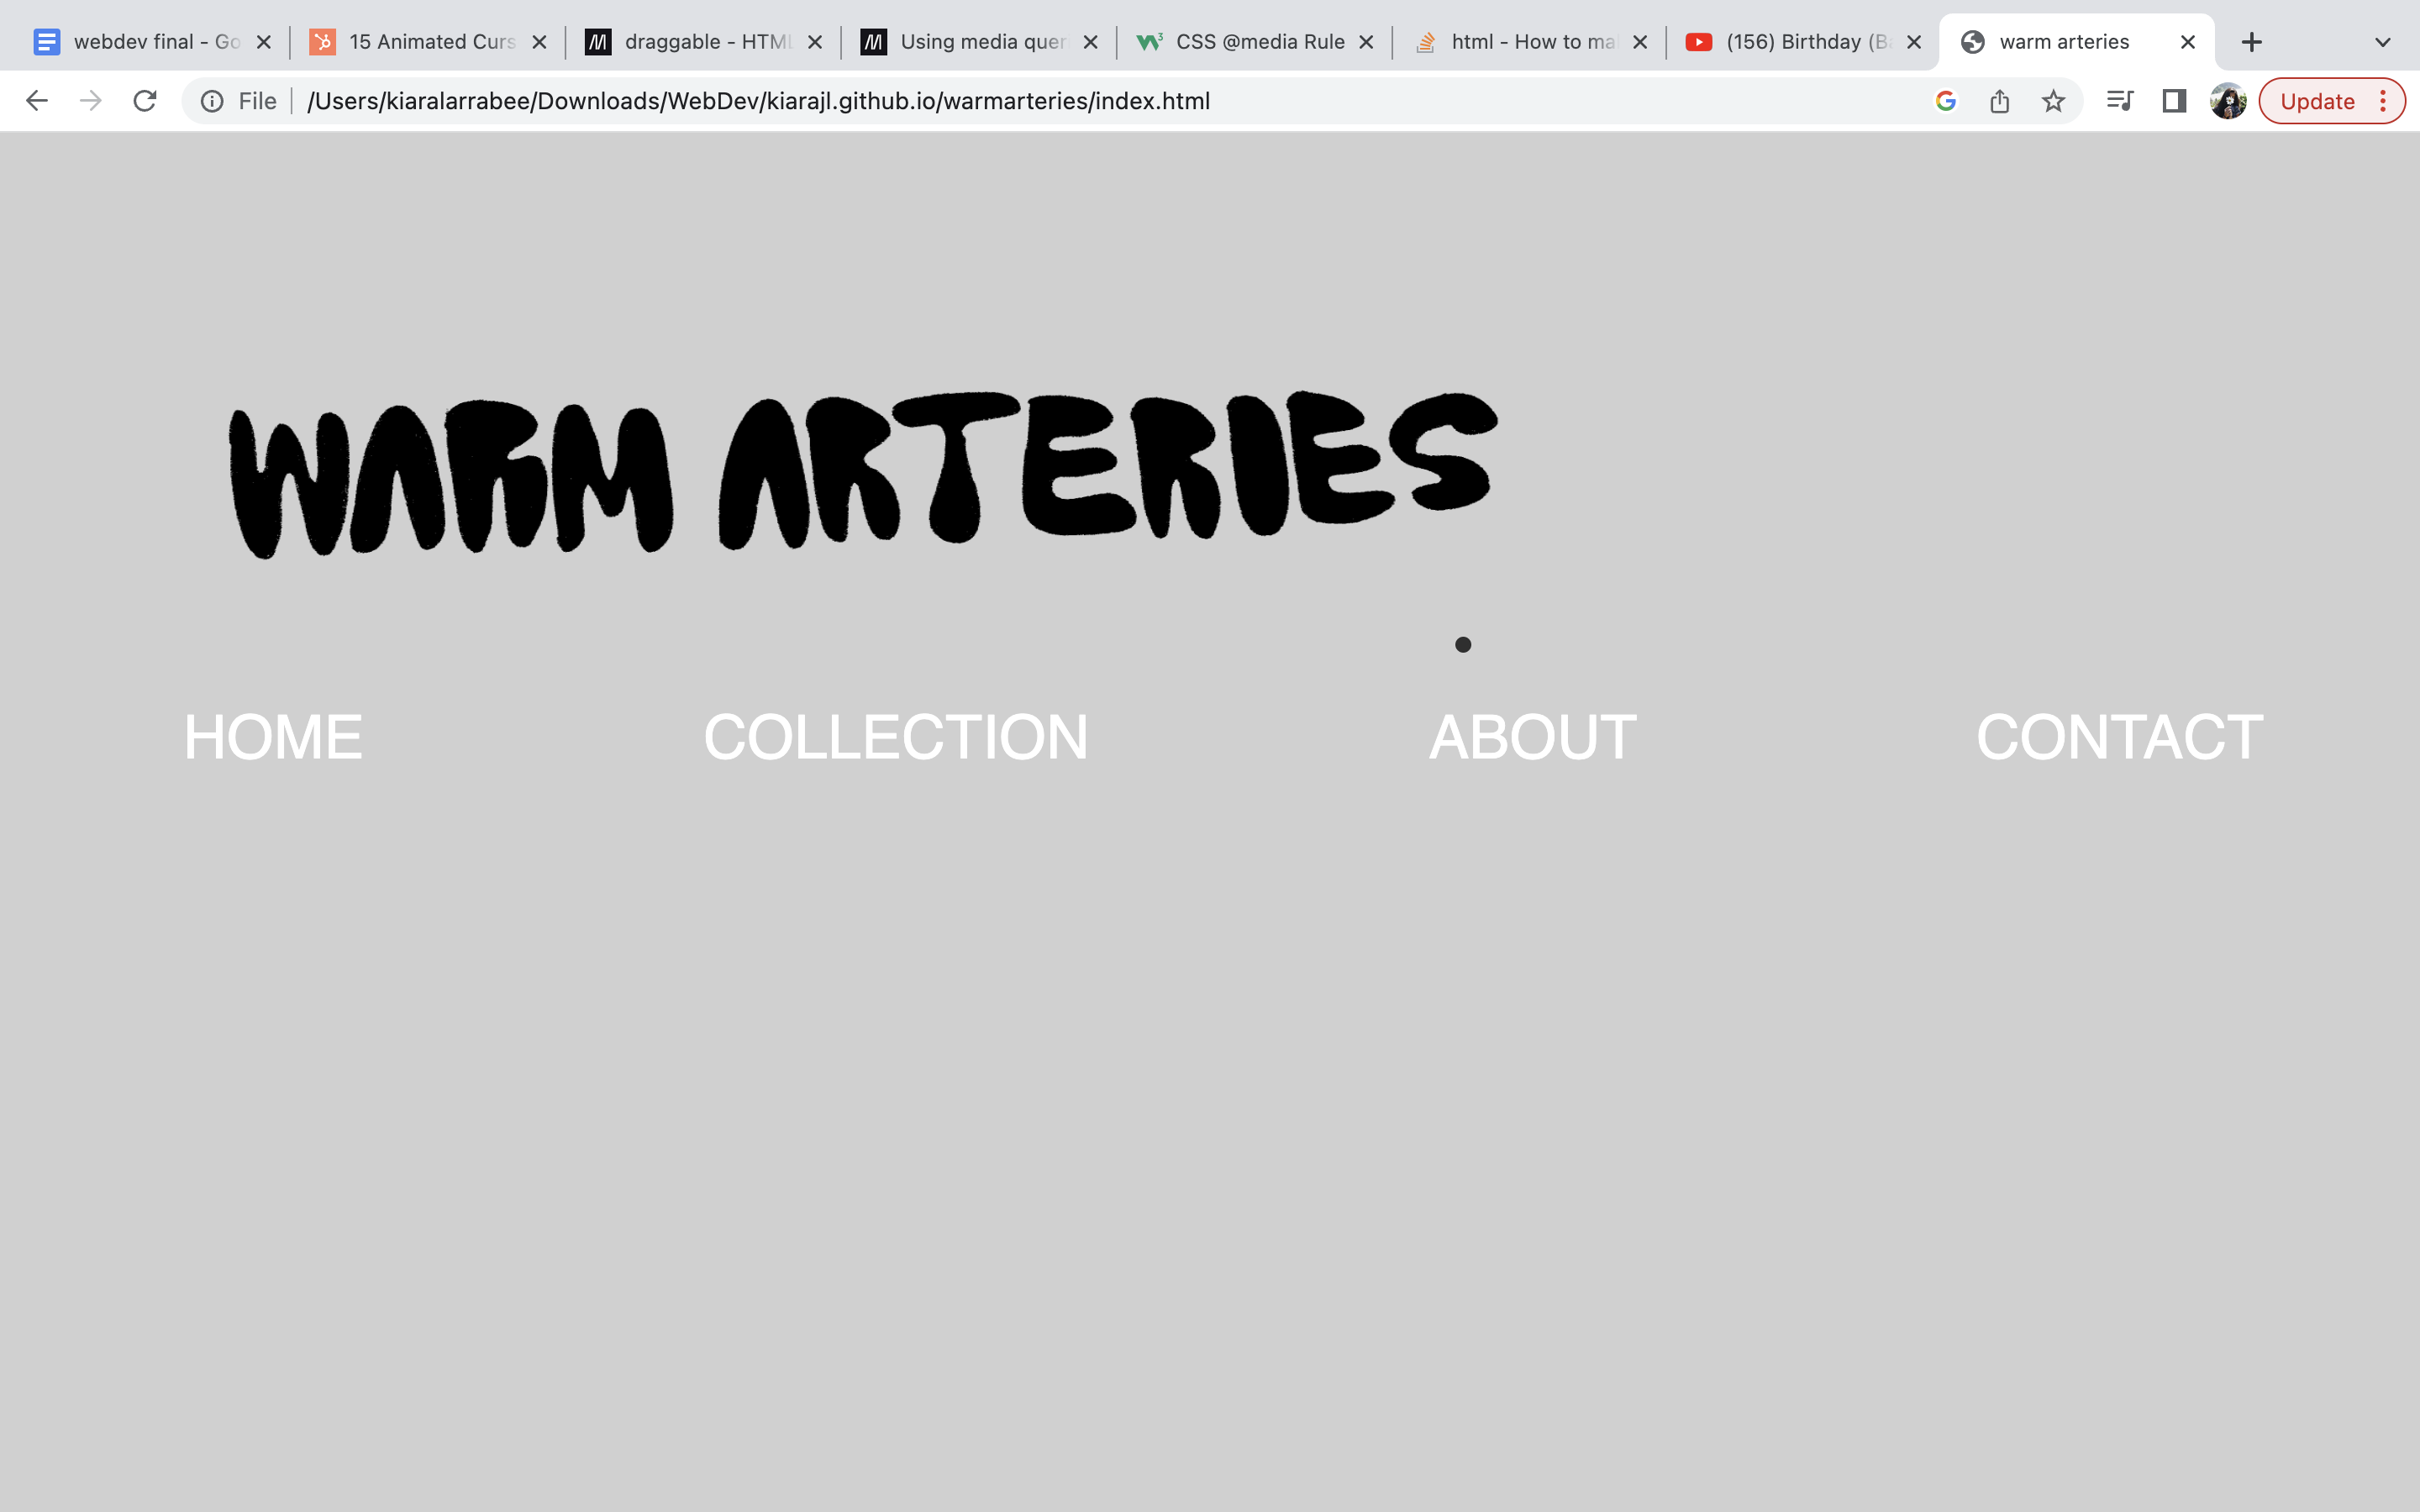 webdev final - Go
15 Animated Curs
draggable - HTML
Using media quer
CSS @media Rule
html - How to ma
(156) Birthday (Ba
warm arteries
File
/Users/kiaralarrabee/Downloads/WebDev/kiarajl.github.io/warmarteries/index.html
Update
WARM ARTERIES
HOME COLLECTION ABOUT CONTACT